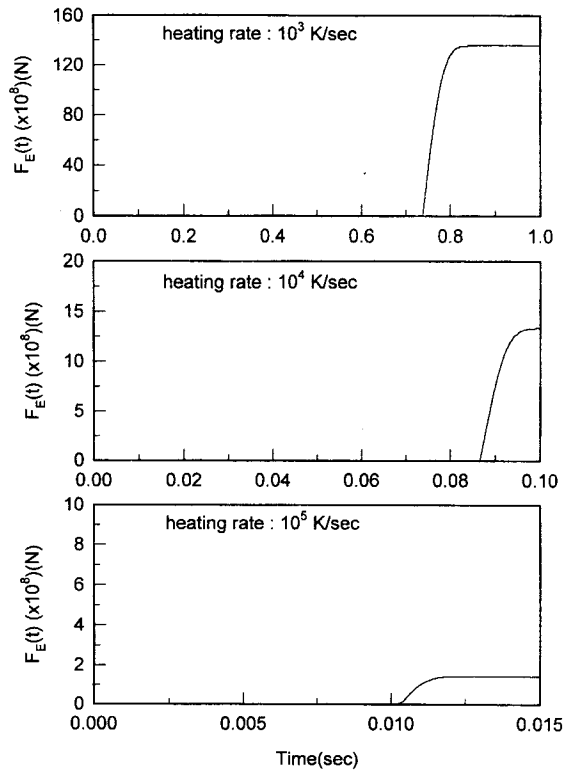 heating rate : 10³ K/sec
F_E(t) (x10⁸)(N)
160
120
80
40
0
0.0 0.2 0.4 0.6 0.8 1.0
heating rate : 10⁴ K/sec
F_E(t) (x10⁸)(N)
20
15
10
5
0
0.00 0.02 0.04 0.06 0.08 0.10
heating rate : 10⁵ K/sec
F_E(t) (x10⁸)(N)
10
8
6
4
2
0
0.000 0.005 0.010 0.015
Time(sec)